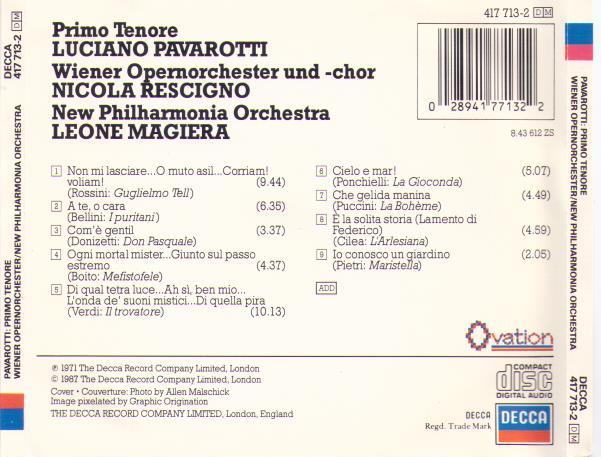 417 713-2 DM
Primo Tenore
LUCIANO PAVAROTTI
Wiener Opernorchester und -chor
NICOLA RESCIGNO
New Philharmonia Orchestra
LEONE MAGIERA
0 28941 77132 2
8.43 612 ZS
1 Non mi lasciare...O muto asil...Corriam!
voliam! (9.44)
(Rossini: Guglielmo Tell)
2 A te, o cara (6.35)
(Bellini: I puritani)
3 Com'è gentil (3.37)
(Donizetti: Don Pasquale)
4 Ogni mortal mister...Giunto sul passo
estremo (4.37)
(Boito: Mefistofele)
5 Di qual tetra luce...Ah sì, ben mio...
L'onda de' suoni mistici...Di quella pira
(Verdi: Il trovatore) (10.13)
6 Cielo e mar! (5.07)
(Ponchielli: La Gioconda)
7 Che gelida manina (4.49)
(Puccini: La Bohème)
8 È la solita storia (Lamento di
Federico) (4.59)
(Cilea: L'Arlesiana)
9 Io conosco un giardino (2.05)
(Pietri: Maristella)
ADD
Ovation
℗ 1971 The Decca Record Company Limited, London
© 1987 The Decca Record Company Limited, London
Cover • Couverture: Photo by Allen Malschick
Image pixelated by Graphic Origination
THE DECCA RECORD COMPANY LIMITED, London, England
COMPACT
disc
DIGITAL AUDIO
DECCA
Regd. Trade Mark
DECCA
PAVAROTTI: PRIMO TENORE
WIENER OPERNORCHESTER/NEW PHILHARMONIA ORCHESTRA
DECCA
417 713-2 DM
PAVAROTTI: PRIMO TENORE
WIENER OPERNORCHESTER/NEW PHILHARMONIA ORCHESTRA
DECCA
417 713-2 DM